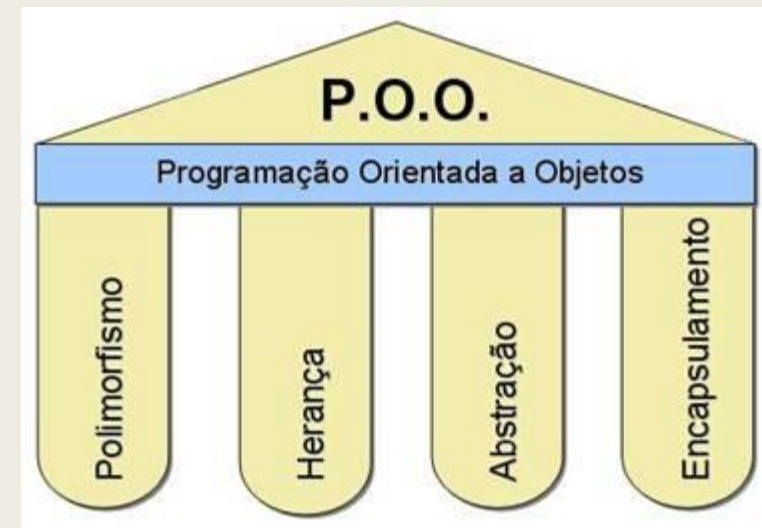 P.O.O.
Programação Orientada a Objetos
Polimorfismo
Herança
Abstração
Encapsulamento